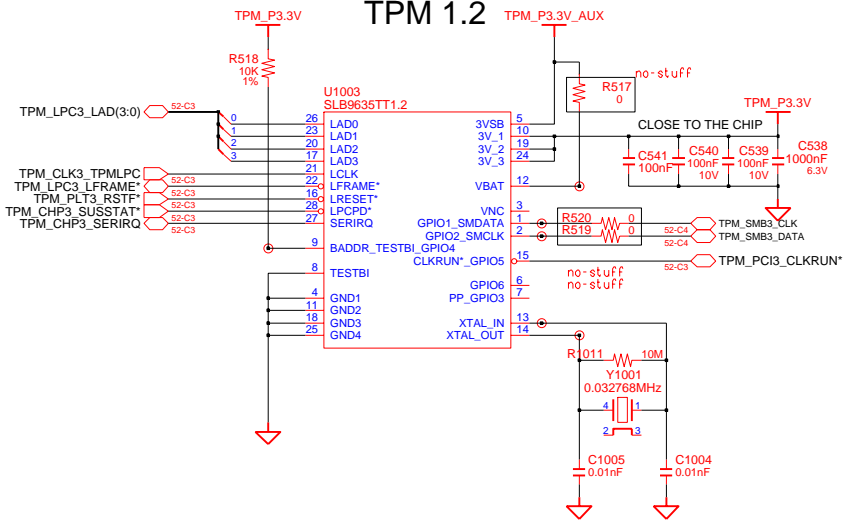 TPM 1.2
TPM_P3.3V
TPM_P3.3V_AUX
R518
10K
1%
no-stuff
R517
0
U1003
SLB9635TT1.2
TPM_P3.3V
CLOSE TO THE CHIP
TPM_LPC3_LAD(3:0) 52-C3
0
1
2
3
26 LAD0
23 LAD1
20 LAD2
17 LAD3
TPM_CLK3_TPMLPC 21 LCLK
TPM_LPC3_LFRAME* 52-C3 22 LFRAME*
TPM_PLT3_RSTF* 52-C3 16 LRESET*
TPM_CHP3_SUSSTAT* 52-C3 28 LPCPD*
TPM_CHP3_SERIRQ 52-C3 27 SERIRQ
52-C3
9 BADDR_TESTBI_GPIO4
8 TESTBI
4 GND1
11 GND2
18 GND3
25 GND4
3VSB 5
3V_1 10
3V_2 19
3V_3 24
VBAT 12
VNC 3
GPIO1_SMDATA 1
GPIO2_SMCLK 2
CLKRUN*_GPIO5 15
GPIO6 6
PP_GPIO3 7
XTAL_IN 13
XTAL_OUT 14
C541
100nF
C540
100nF
10V
C539
100nF
10V
C538
1000nF
6.3V
R520 0 TPM_SMB3_CLK
R519 0 52-C4 TPM_SMB3_DATA
52-C4
52-C3 TPM_PCI3_CLKRUN*
no-stuff
no-stuff
R1011 10M
Y1001
0.032768MHz
4 1
2 3
C1005
0.01nF
C1004
0.01nF